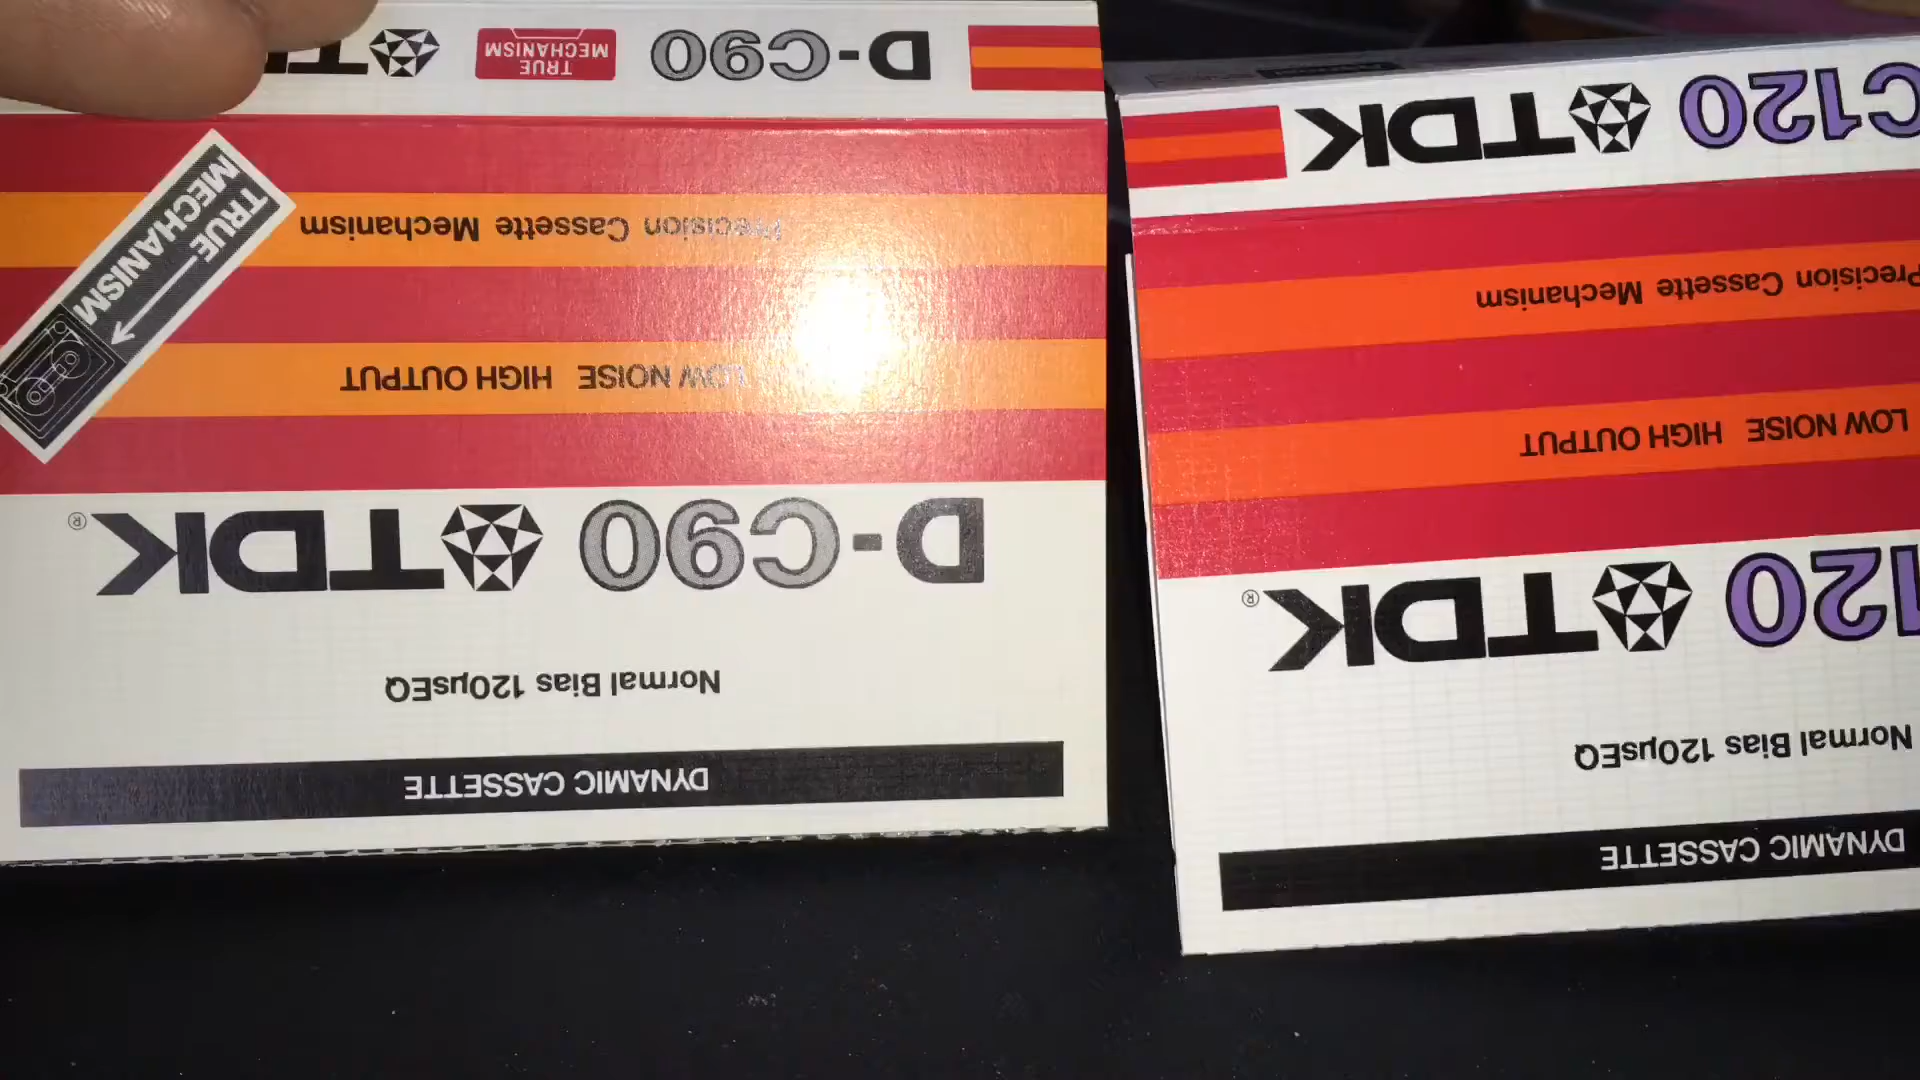 DYNAMIC CASSETTE
Normal Bias 120µsEQ
120 TDK®
LOW NOISE HIGH OUTPUT
Precision Cassette Mechanism
C120 TDK
DYNAMIC CASSETTE
Normal Bias 120µsEQ
D-C90 TDK®
LOW NOISE HIGH OUTPUT
Precision Cassette Mechanism
TRUE
MECHANISM
D-C90
TRUE
MECHANISM